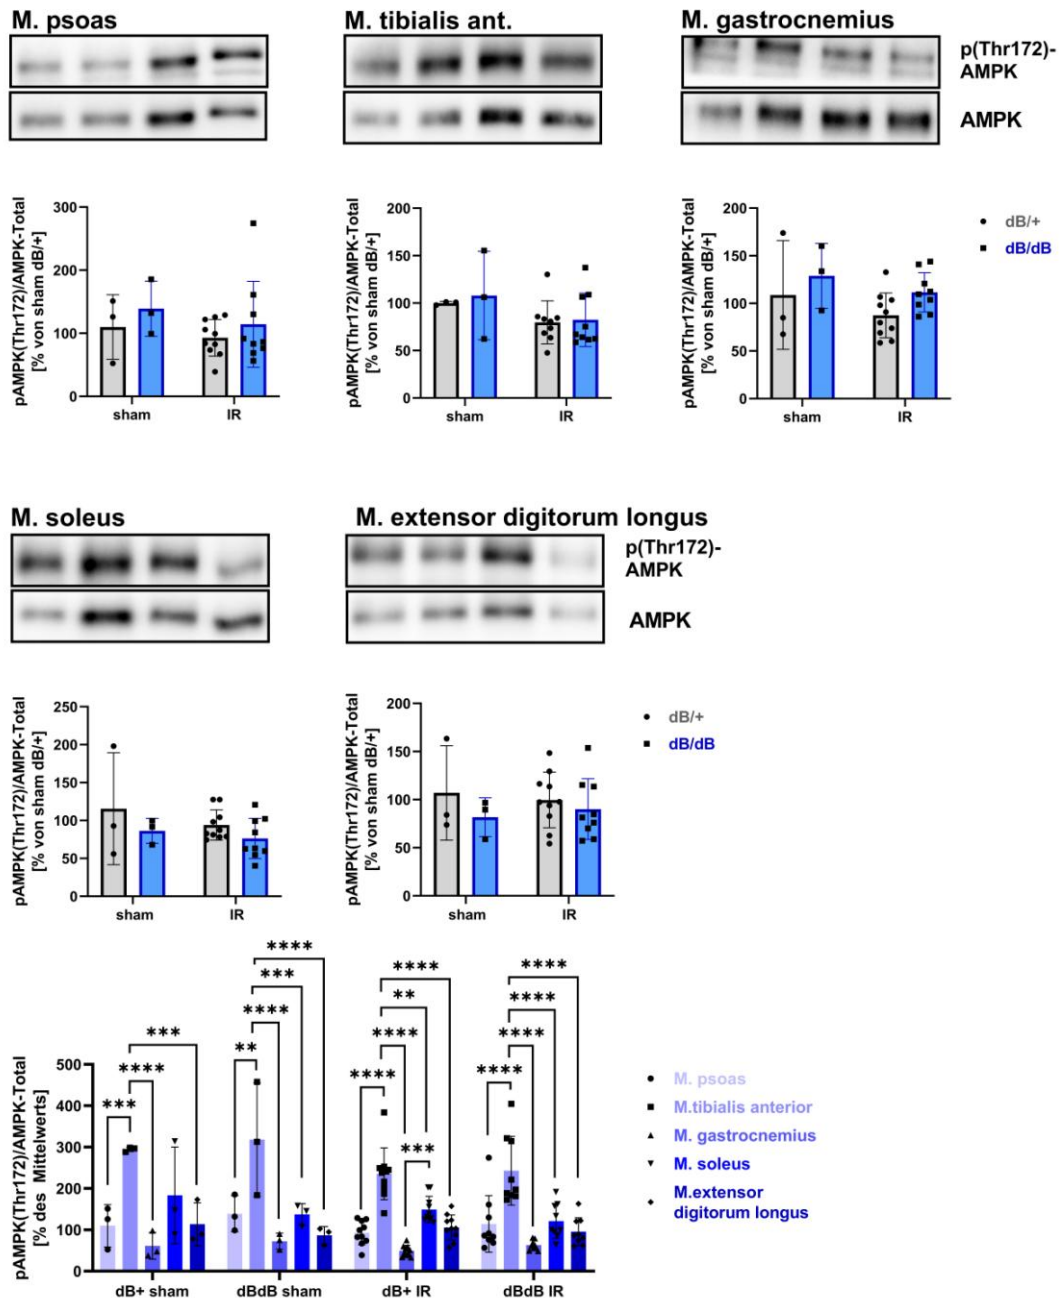 M. psoas
M. tibialis ant.
M. gastrocnemius
p(Thr172)-
AMPK
AMPK
pAMPK(Thr172)/AMPK-Total
[% von sham dB/+]
300
200
100
0
sham
IR
pAMPK(Thr172)/AMPK-Total
[% von sham dB/+]
200
150
100
50
0
sham
IR
pAMPK(Thr172)/AMPK-Total
[% von sham dB/+]
200
150
100
50
0
sham
IR
dB/+
dB/dB
M. soleus
M. extensor digitorum longus
p(Thr172)-
AMPK
AMPK
pAMPK(Thr172)/AMPK-Total
[% von sham dB/+]
250
200
150
100
50
0
sham
IR
pAMPK(Thr172)/AMPK-Total
[% von sham dB/+]
200
150
100
50
0
sham
IR
dB/+
dB/dB
pAMPK(Thr172)/AMPK-Total
[% des Mittelwerts]
500
400
300
200
100
0
***
****
***
**
****
***
****
****
****
**
****
***
****
****
****
****
dB+ sham
dBdB sham
dB+ IR
dBdB IR
M. psoas
M.tibialis anterior
M. gastrocnemius
M. soleus
M.extensor
digitorum longus